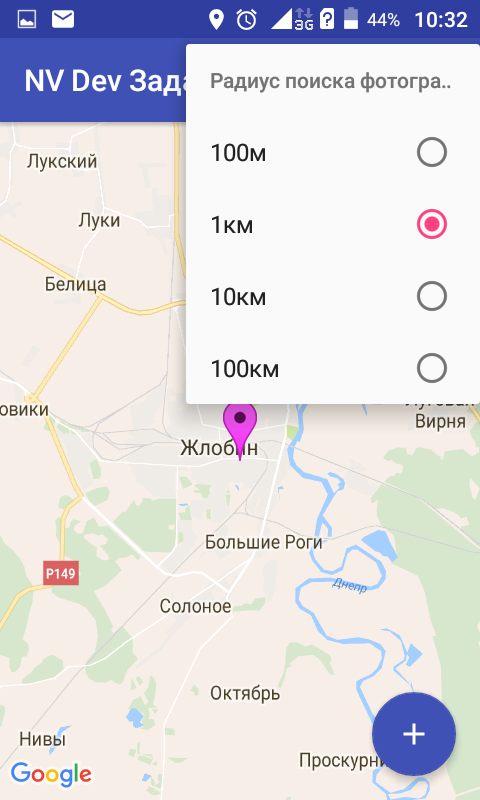 3G 44% 10:32
NV Dev Зада
Радиус поиска фотогра..
100м
1км
10км
100км
Лукский
Луки
Белица
овики
Вирня
Жлобин
Большие Роги
Р149
Днепр
Солоное
Октябрь
Нивы
Проскурни
Google